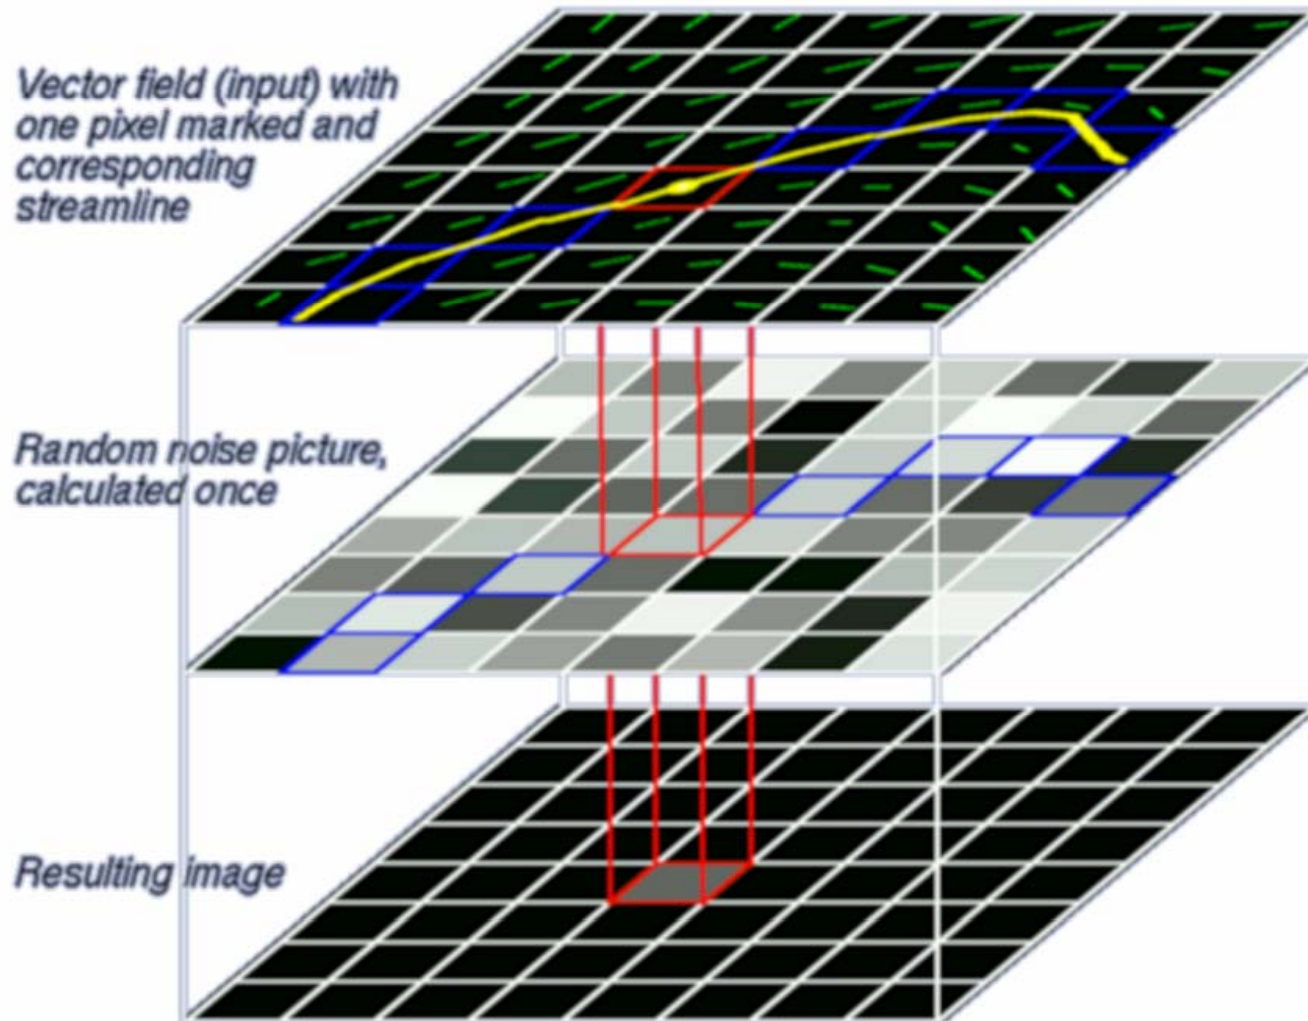 Vector field (input) with
one pixel marked and
corresponding
streamline
Random noise picture,
calculated once
Resulting image